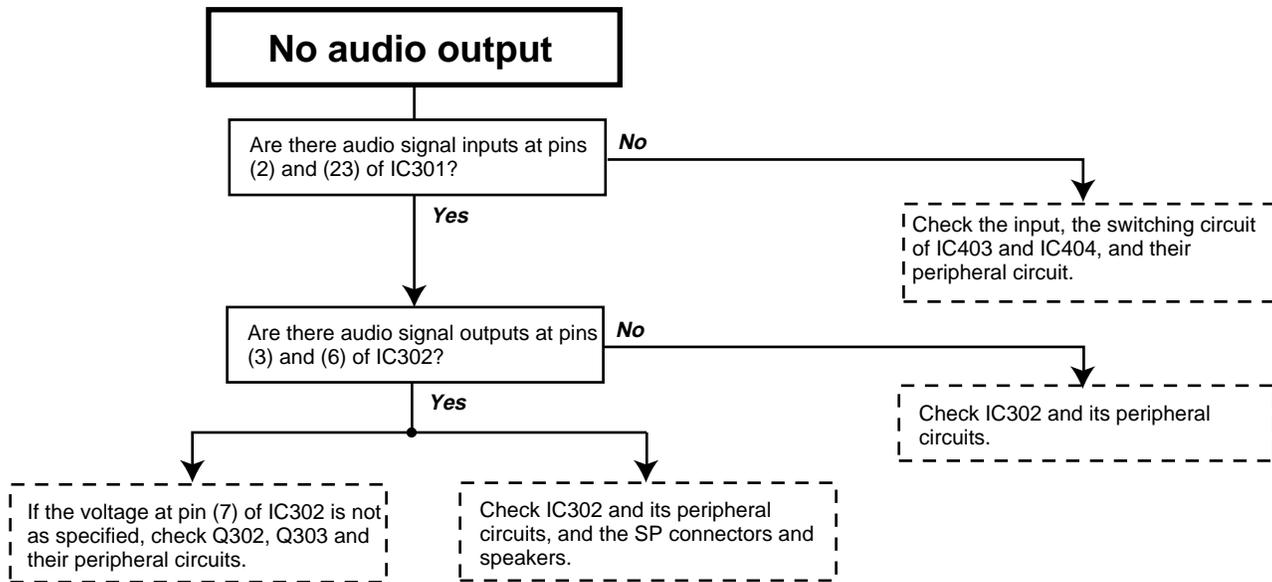 No audio output
Are there audio signal inputs at pins
(2) and (23) of IC301?
No
Yes
Check the input, the switching circuit
of IC403 and IC404, and their
peripheral circuit.
Are there audio signal outputs at pins
(3) and (6) of IC302?
No
Yes
Check IC302 and its peripheral
circuits.
If the voltage at pin (7) of IC302 is not
as specified, check Q302, Q303 and
their peripheral circuits.
Check IC302 and its peripheral
circuits, and the SP connectors and
speakers.